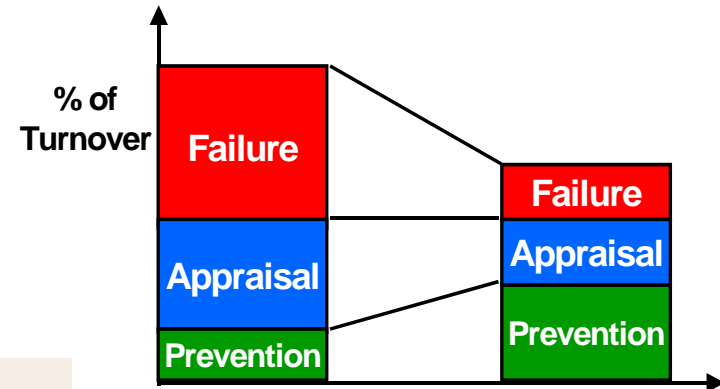 % of
Turnover
Failure
Appraisal
Prevention
Failure
Appraisal
Prevention